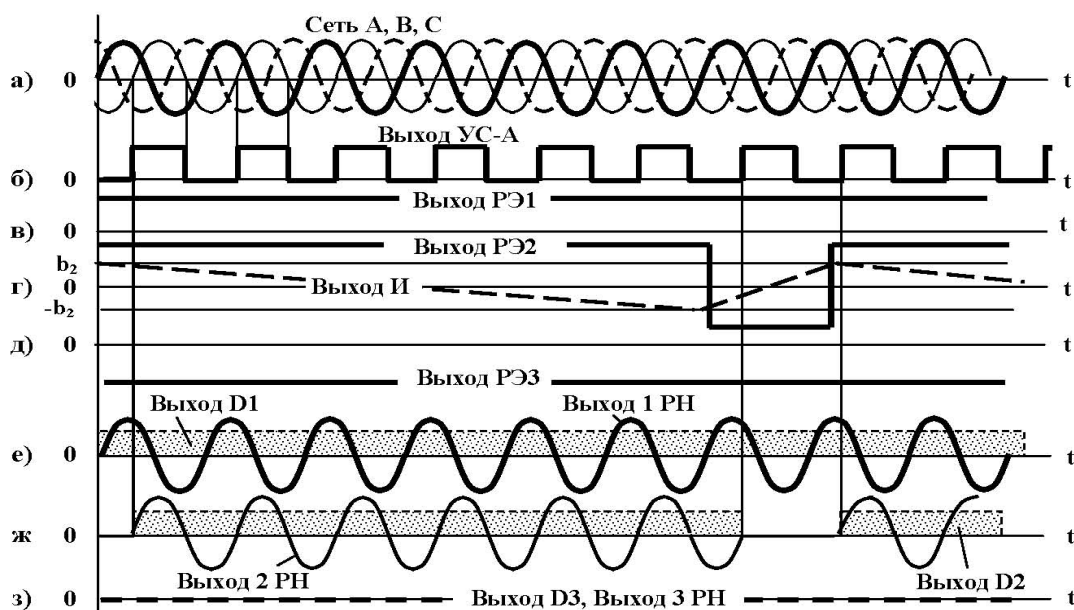 Сеть А, В, С
а) 0 t
Выход УС-А
б) 0 t
Выход РЭ1
в) 0 t
Выход РЭ2
b₂
г) 0 Выход И t
-b₂
д) 0 t
Выход РЭ3
Выход D1 Выход 1 РН
е) 0 t
ж 0 t
Выход 2 РН Выход D2
з) 0 Выход D3, Выход 3 РН t